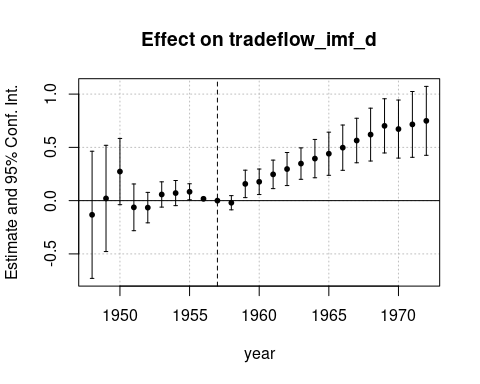 Effect on tradeflow_imf_d
Estimate and 95% Conf. Int.
1.0
0.5
0.0
-0.5
1950 1955 1960 1965 1970
year